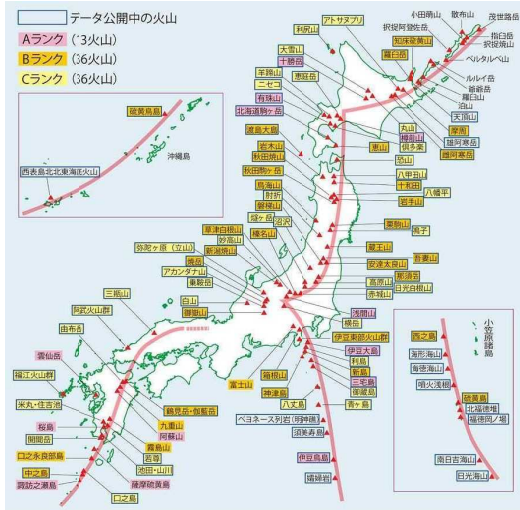 データ公開中の火山
Aランク (13火山)
Bランク (36火山)
Cランク (36火山)
硫黄鳥島
沖縄島
西表島北北東海底火山
アトサヌプリ
利尻山
大雪山
十勝岳
羊蹄山
恵庭岳
ニセコ
有珠山
北海道駒ヶ岳
渡島大島
岩木山
秋田焼山
秋田駒ヶ岳
鳥海山
肘折
磐梯山
燧ヶ岳
沼沢
草津白根山
榛名山
妙高山
弥陀ヶ原(立山)
新潟焼山
焼岳
アカンダナ山
乗鞍岳
白山
御嶽山
小田萌山
散布山
茂世路岳
択捉阿登佐岳
指臼岳
知床硫黄山
択捉焼山
羅臼岳
ベルタルベ山
ルルイ岳
爺爺岳
羅臼山
泊山
天頂山
丸山
摩周
樽前山
雄阿寒岳
倶多楽
雌阿寒岳
恵山
恐山
八甲田山
十和田
八幡平
岩手山
栗駒山
鳴子
蔵王山
吾妻山
安達太良山
那須岳
高原山
日光白根山
赤城山
浅間山
横岳
伊豆東部火山群
伊豆大島
利島
新島
三宅島
御蔵島
箱根山
富士山
神津島
八丈島
青ヶ島
ベヨネース列岩(明神礁)
須美寿島
伊豆鳥島
孀婦岩
三瓶山
阿武火山群
由布岳
雲仙岳
福江火山群
米丸・住吉池
鶴見岳・伽藍岳
九重山
桜島
阿蘇山
開聞岳
霧島山
若尊
口之永良部島
池田・山川
中之島
薩摩硫黄島
諏訪之瀬島
口之島
小笠原諸島
西之島
海形海山
海徳海山
噴火浅根
硫黄島
北福徳堆
福徳岡ノ場
南日吉海山
日光海山